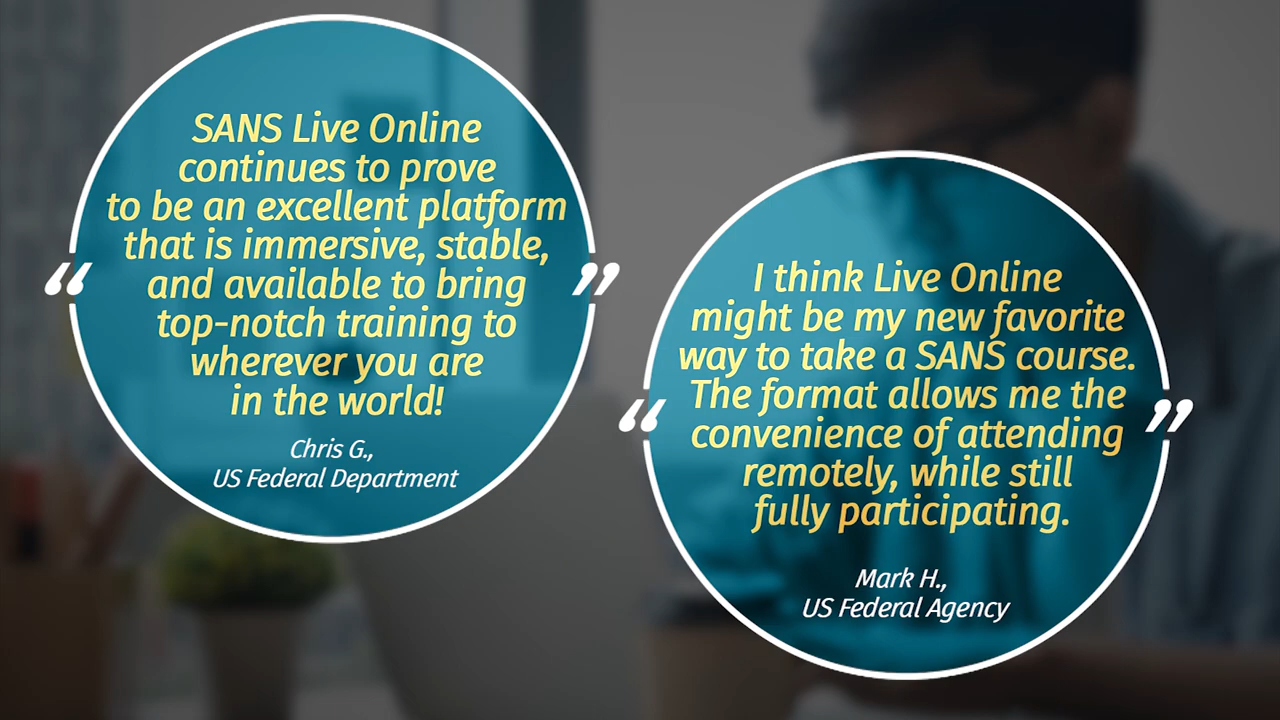 SANS Live Online
continues to prove
to be an excellent platform
that is immersive, stable,
and available to bring
top-notch training to
wherever you are
in the world!
“ ”
Chris G.,
US Federal Department
I think Live Online
might be my new favorite
way to take a SANS course.
The format allows me the
convenience of attending
remotely, while still
fully participating.
“ ”
Mark H.,
US Federal Agency